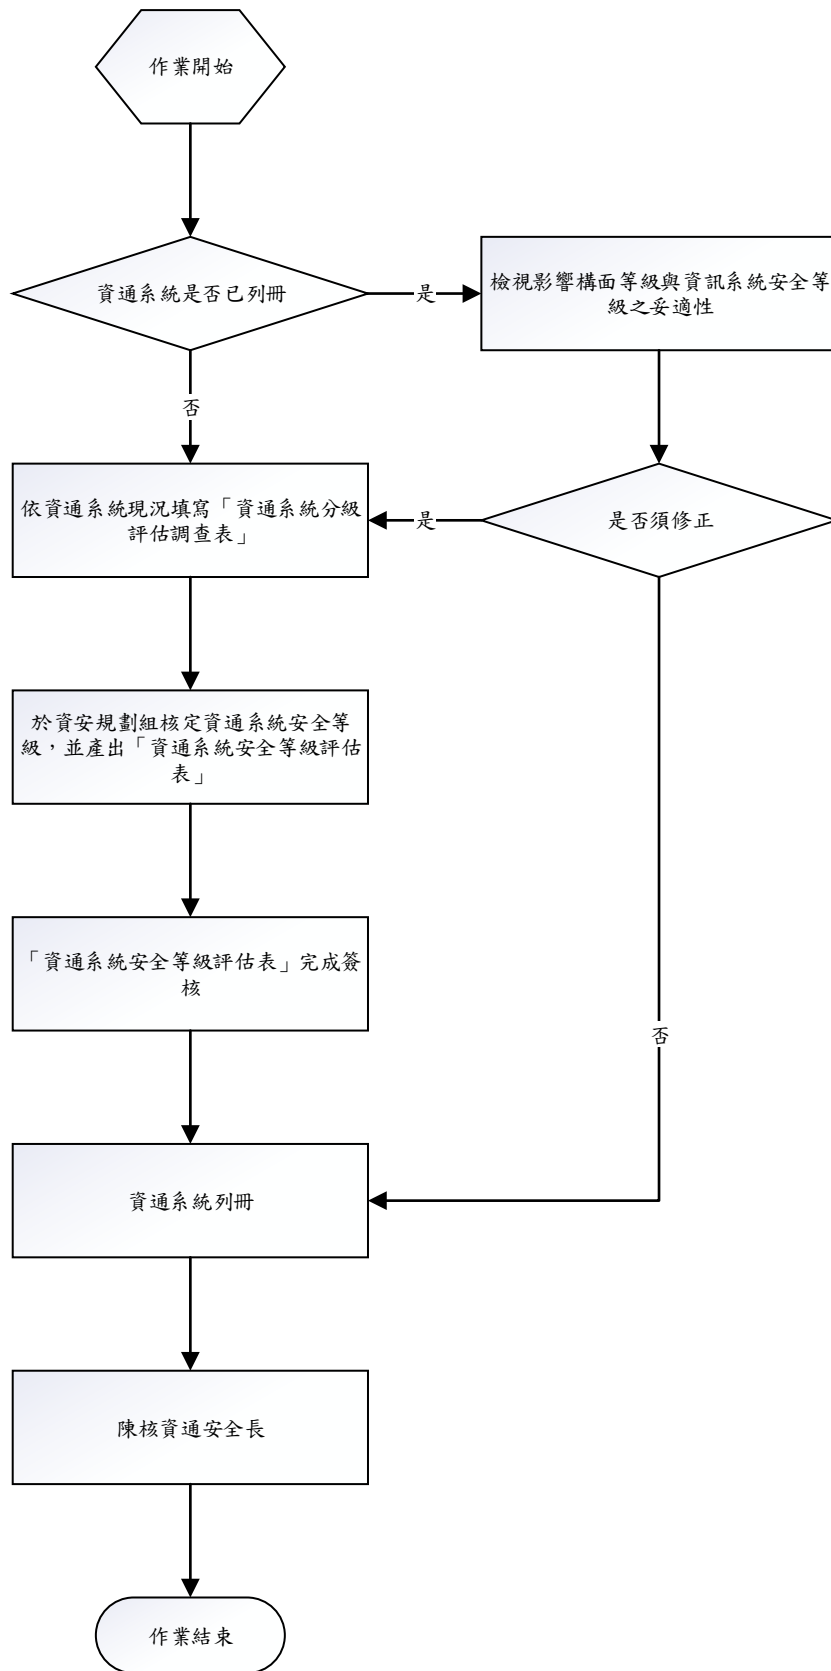 作業開始
資通系統是否已列冊
是
檢視影響構面等級與資訊系統安全等
級之妥適性
否
依資通系統現況填寫「資通系統分級
評估調查表」
是
是否須修正
於資安規劃組核定資通系統安全等
級，並產出「資通系統安全等級評估
表」
「資通系統安全等級評估表」完成簽
核
否
資通系統列冊
陳核資通安全長
作業結束